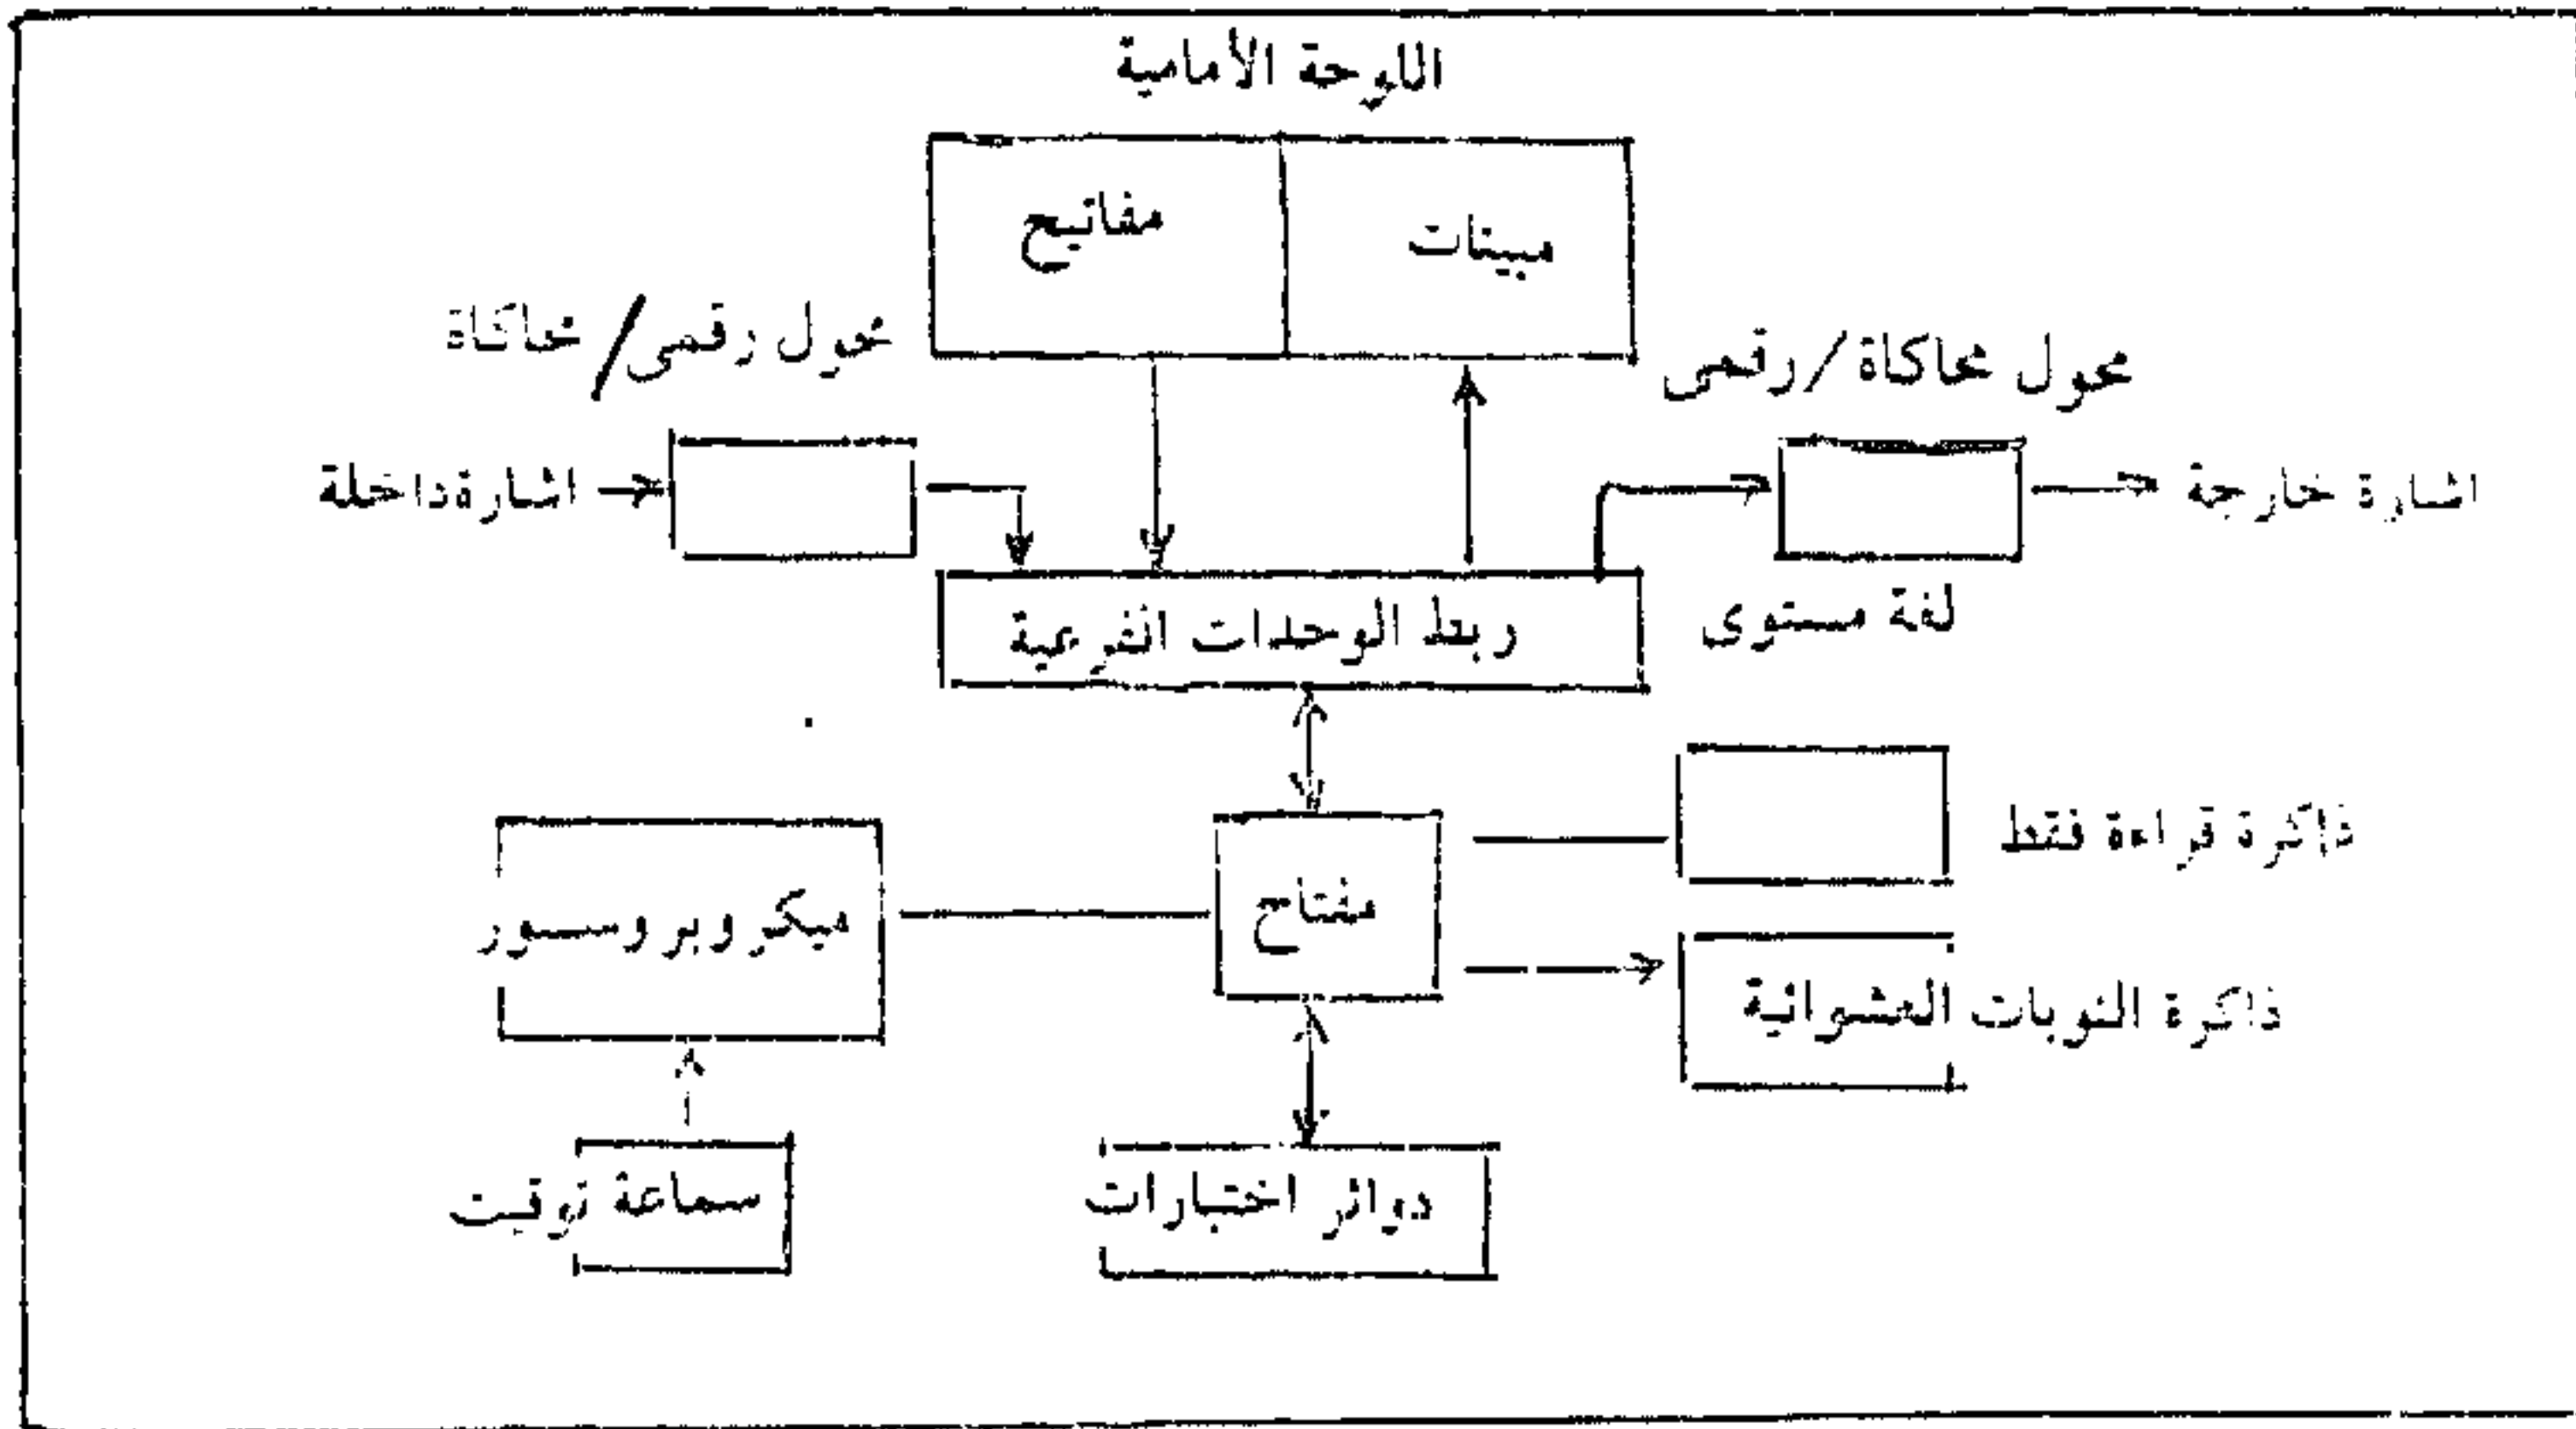 اللوحة الأمامية
مبينات
مفاتيح
محول محاكاة/رقمى
محول رقمى/محاكاة
اشارة خارجة
اشارة داخلة
لغة مستوى
ربط الوحدات الفرعية
ذاكرة قراءة فقط
مفتاح
ميكروبروسسور
ذاكرة النوبات العشوائية
دوائر اختبارات
ساعة توقيت